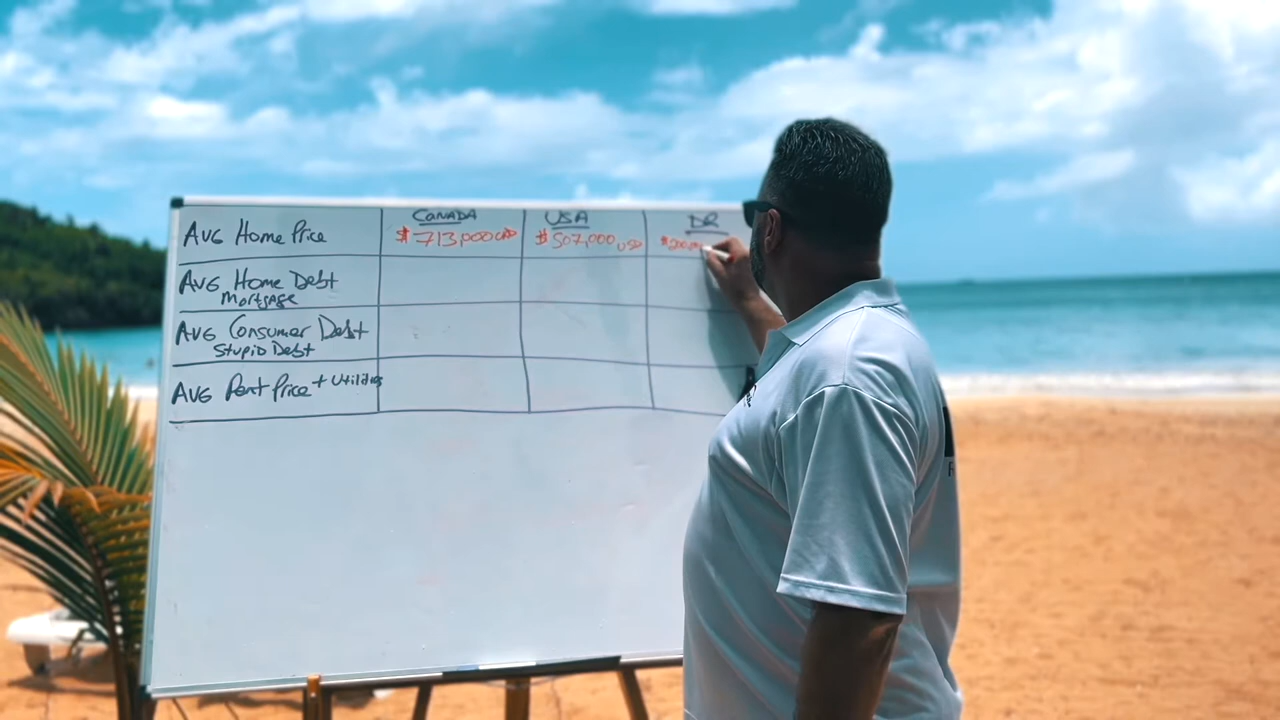 CANADA USA DR
AVG Home Price $713,000 CAD $507,000 USD
AVG Home Debt
Mortgage
AVG Consumer Debt
Stupid Debt
AVG Rent Price + Utilities